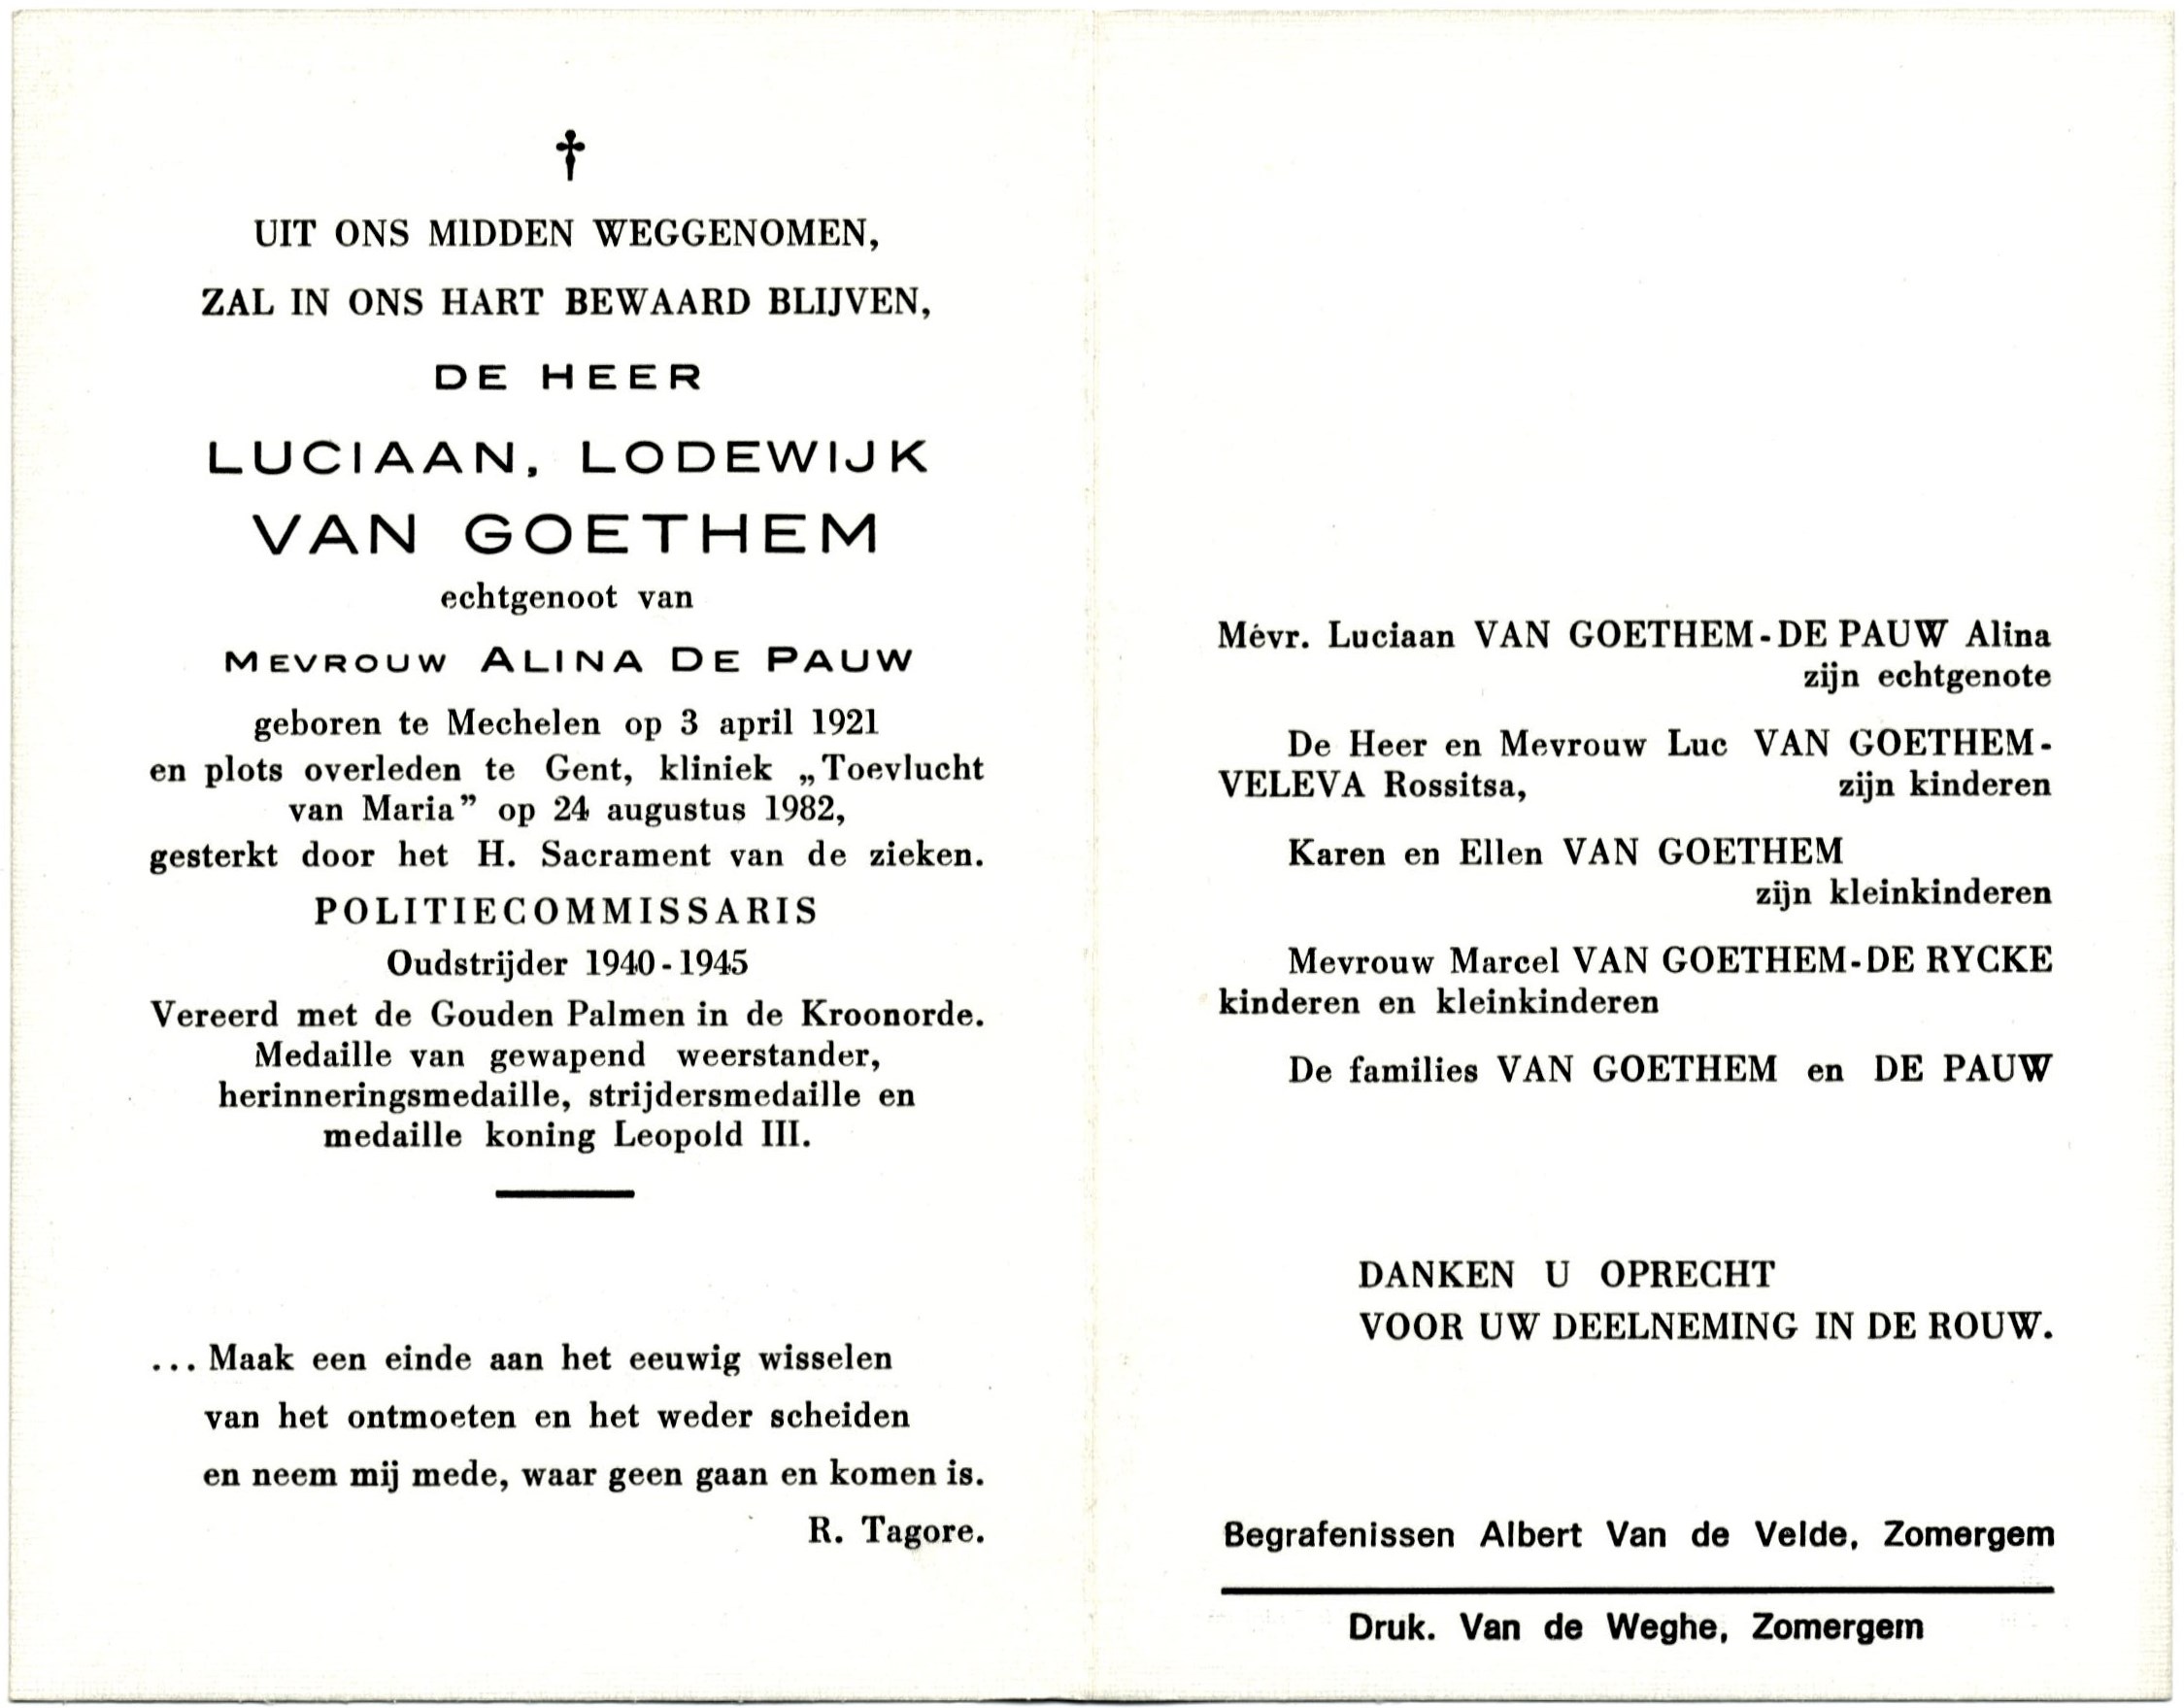 UIT ONS MIDDEN WEGGENOMEN,
ZAL IN ONS HART BEWAARD BLIJVEN,
DE HEER
LUCIAAN, LODEWIJK
VAN GOETHEM
echtgenoot van
MEVROUW ALINA DE PAUW
geboren te Mechelen op 3 april 1921
en plots overleden te Gent, kliniek „Toevlucht
van Maria” op 24 augustus 1982,
gesterkt door het H. Sacrament van de zieken.
POLITIECOMMISSARIS
Oudstrijder 1940-1945
Vereerd met de Gouden Palmen in de Kroonorde.
Medaille van gewapend weerstander,
herinneringsmedaille, strijdersmedaille en
medaille koning Leopold III.
... Maak een einde aan het eeuwig wisselen
van het ontmoeten en het weder scheiden
en neem mij mede, waar geen gaan en komen is.
R. Tagore.
Mévr. Luciaan VAN GOETHEM-DE PAUW Alina
zijn echtgenote
De Heer en Mevrouw Luc VAN GOETHEM-
VELEVA Rossitsa, zijn kinderen
Karen en Ellen VAN GOETHEM
zijn kleinkinderen
Mevrouw Marcel VAN GOETHEM-DE RYCKE
kinderen en kleinkinderen
De families VAN GOETHEM en DE PAUW
DANKEN U OPRECHT
VOOR UW DEELNEMING IN DE ROUW.
Begrafenissen Albert Van de Velde, Zomergem
Druk. Van de Weghe, Zomergem